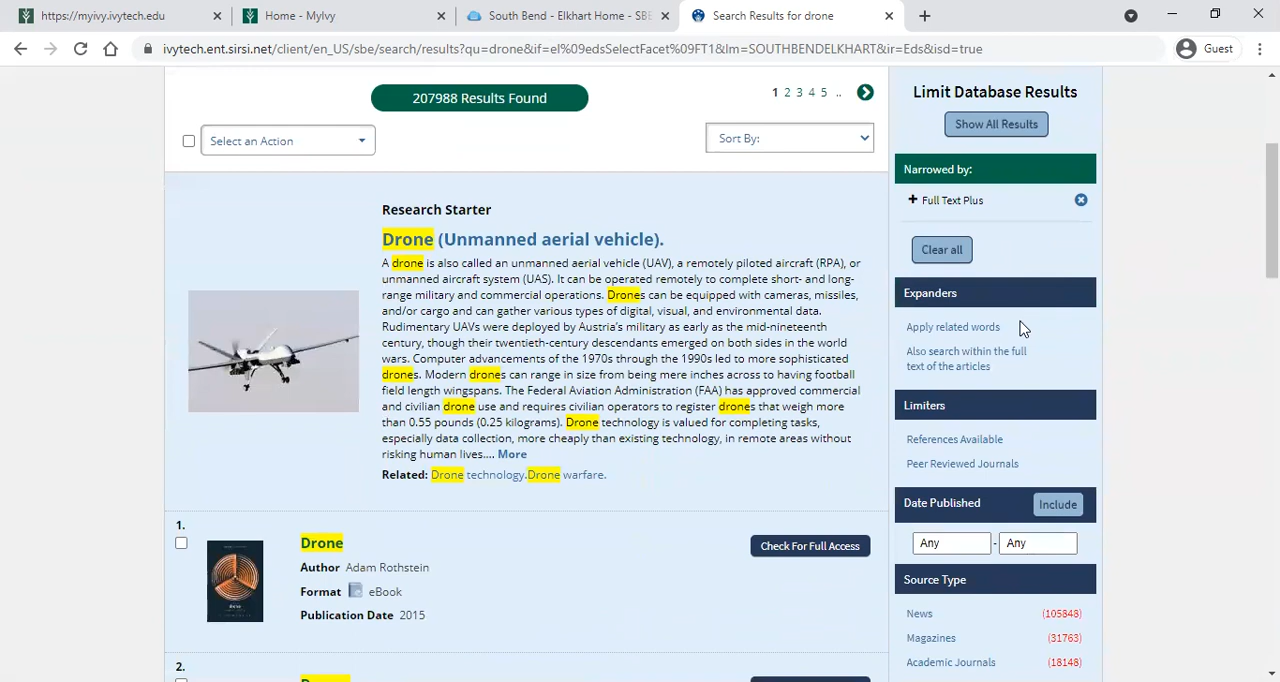 https://myivy.ivytech.edu
Home - MyIvy
South Bend - Elkhart Home - SBE
Search Results for drone
ivytech.ent.sirsi.net/client/en_US/sbe/search/results?qu=drone&if=el%09edsSelectFacet%09FT1&lm=SOUTHBENDELKHART&ir=Eds&isd=true
Guest
207988 Results Found
1 2 3 4 5 ..
Select an Action
Sort By:
Research Starter
Drone (Unmanned aerial vehicle).
A drone is also called an unmanned aerial vehicle (UAV), a remotely piloted aircraft (RPA), or
unmanned aircraft system (UAS). It can be operated remotely to complete short- and long-
range military and commercial operations. Drones can be equipped with cameras, missiles,
and/or cargo and can gather various types of digital, visual, and environmental data.
Rudimentary UAVs were deployed by Austria's military as early as the mid-nineteenth
century, though their twentieth-century descendants emerged on both sides in the world
wars. Computer advancements of the 1970s through the 1990s led to more sophisticated
drones. Modern drones can range in size from being mere inches across to having football
field length wingspans. The Federal Aviation Administration (FAA) has approved commercial
and civilian drone use and requires civilian operators to register drones that weigh more
than 0.55 pounds (0.25 kilograms). Drone technology is valued for completing tasks,
especially data collection, more cheaply than existing technology, in remote areas without
risking human lives.... More
Related: Drone technology.Drone warfare.
1.
Drone
Author Adam Rothstein
Format eBook
Publication Date 2015
Check For Full Access
2.
Drone
Limit Database Results
Show All Results
Narrowed by:
+ Full Text Plus
Clear all
Expanders
Apply related words
Also search within the full
text of the articles
Limiters
References Available
Peer Reviewed Journals
Date Published
Include
Any - Any
Source Type
News (105848)
Magazines (31763)
Academic Journals (18148)